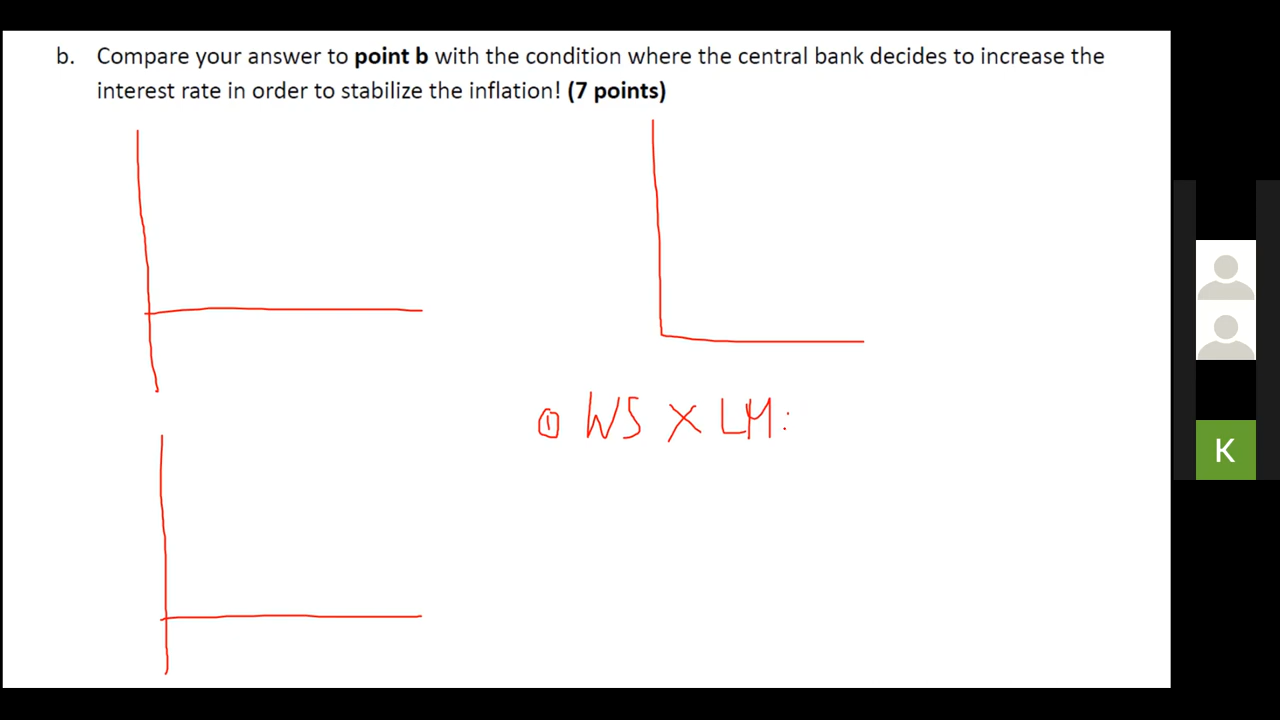 b. Compare your answer to point b with the condition where the central bank decides to increase the
interest rate in order to stabilize the inflation! (7 points)
① WS X LM:
K